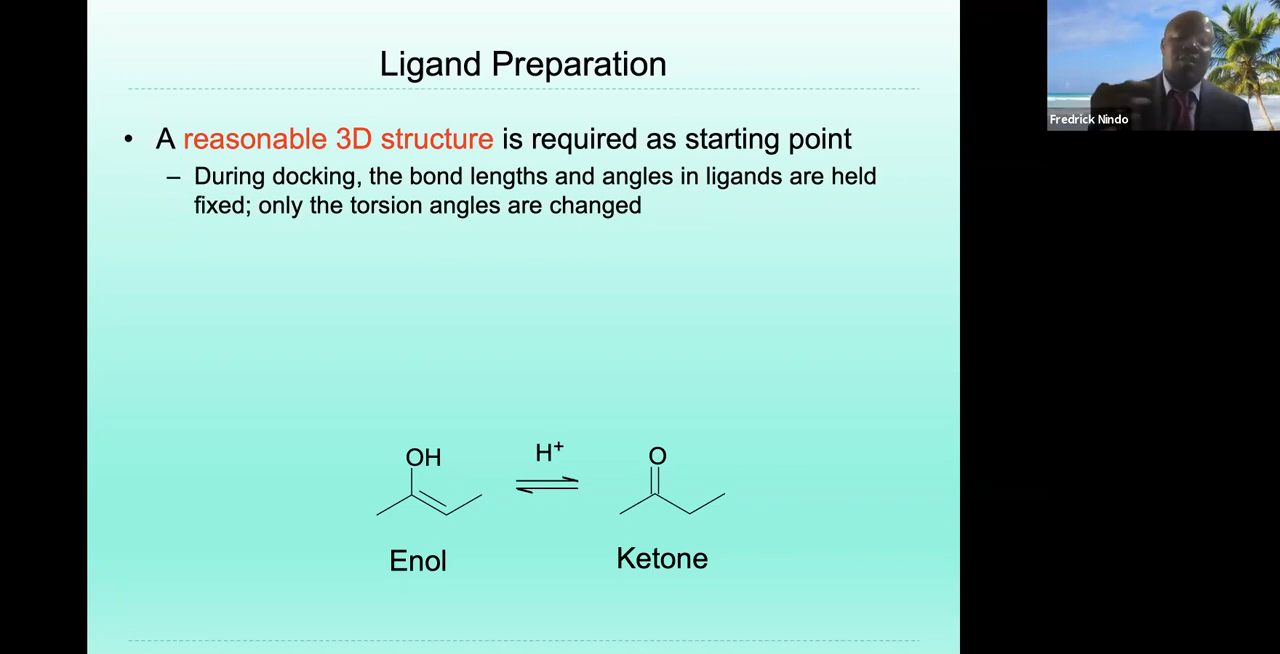 Ligand Preparation
• A reasonable 3D structure is required as starting point
– During docking, the bond lengths and angles in ligands are held
fixed; only the torsion angles are changed
OH
H⁺
O
Enol
Ketone
Fredrick Nindo